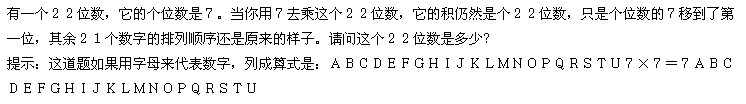 有一个２２位数，它的个位数是７。当你用７去乘这个２２位数，它的积仍然是个２２位数，只是个位数的７移到了第
一位，其余２１个数字的排列顺序还是原来的样子。请问这个２２位数是多少？
提示：这道题如果用字母来代表数字，列成算式是：ＡＢＣＤＥＦＧＨＩＪＫＬＭＮＯＰＱＲＳＴＵ７×７＝７ＡＢＣ
ＤＥＦＧＨＩＪＫＬＭＮＯＰＱＲＳＴＵ